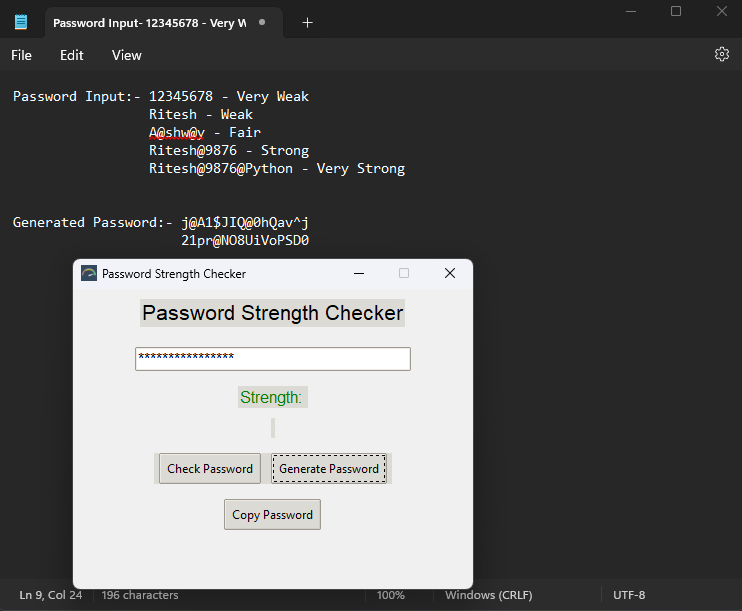 Password Input- 12345678 - Very W
File Edit View
Password Input:- 12345678 - Very Weak
Ritesh - Weak
A@shw@y - Fair
Ritesh@9876 - Strong
Ritesh@9876@Python - Very Strong
Generated Password:- j@A1$JIQ@0hQav^j
21pr@NO8UiVoPSD0
Password Strength Checker
Password Strength Checker
****************
Strength:
Check Password Generate Password
Copy Password
Ln 9, Col 24 196 characters 100% Windows (CRLF) UTF-8